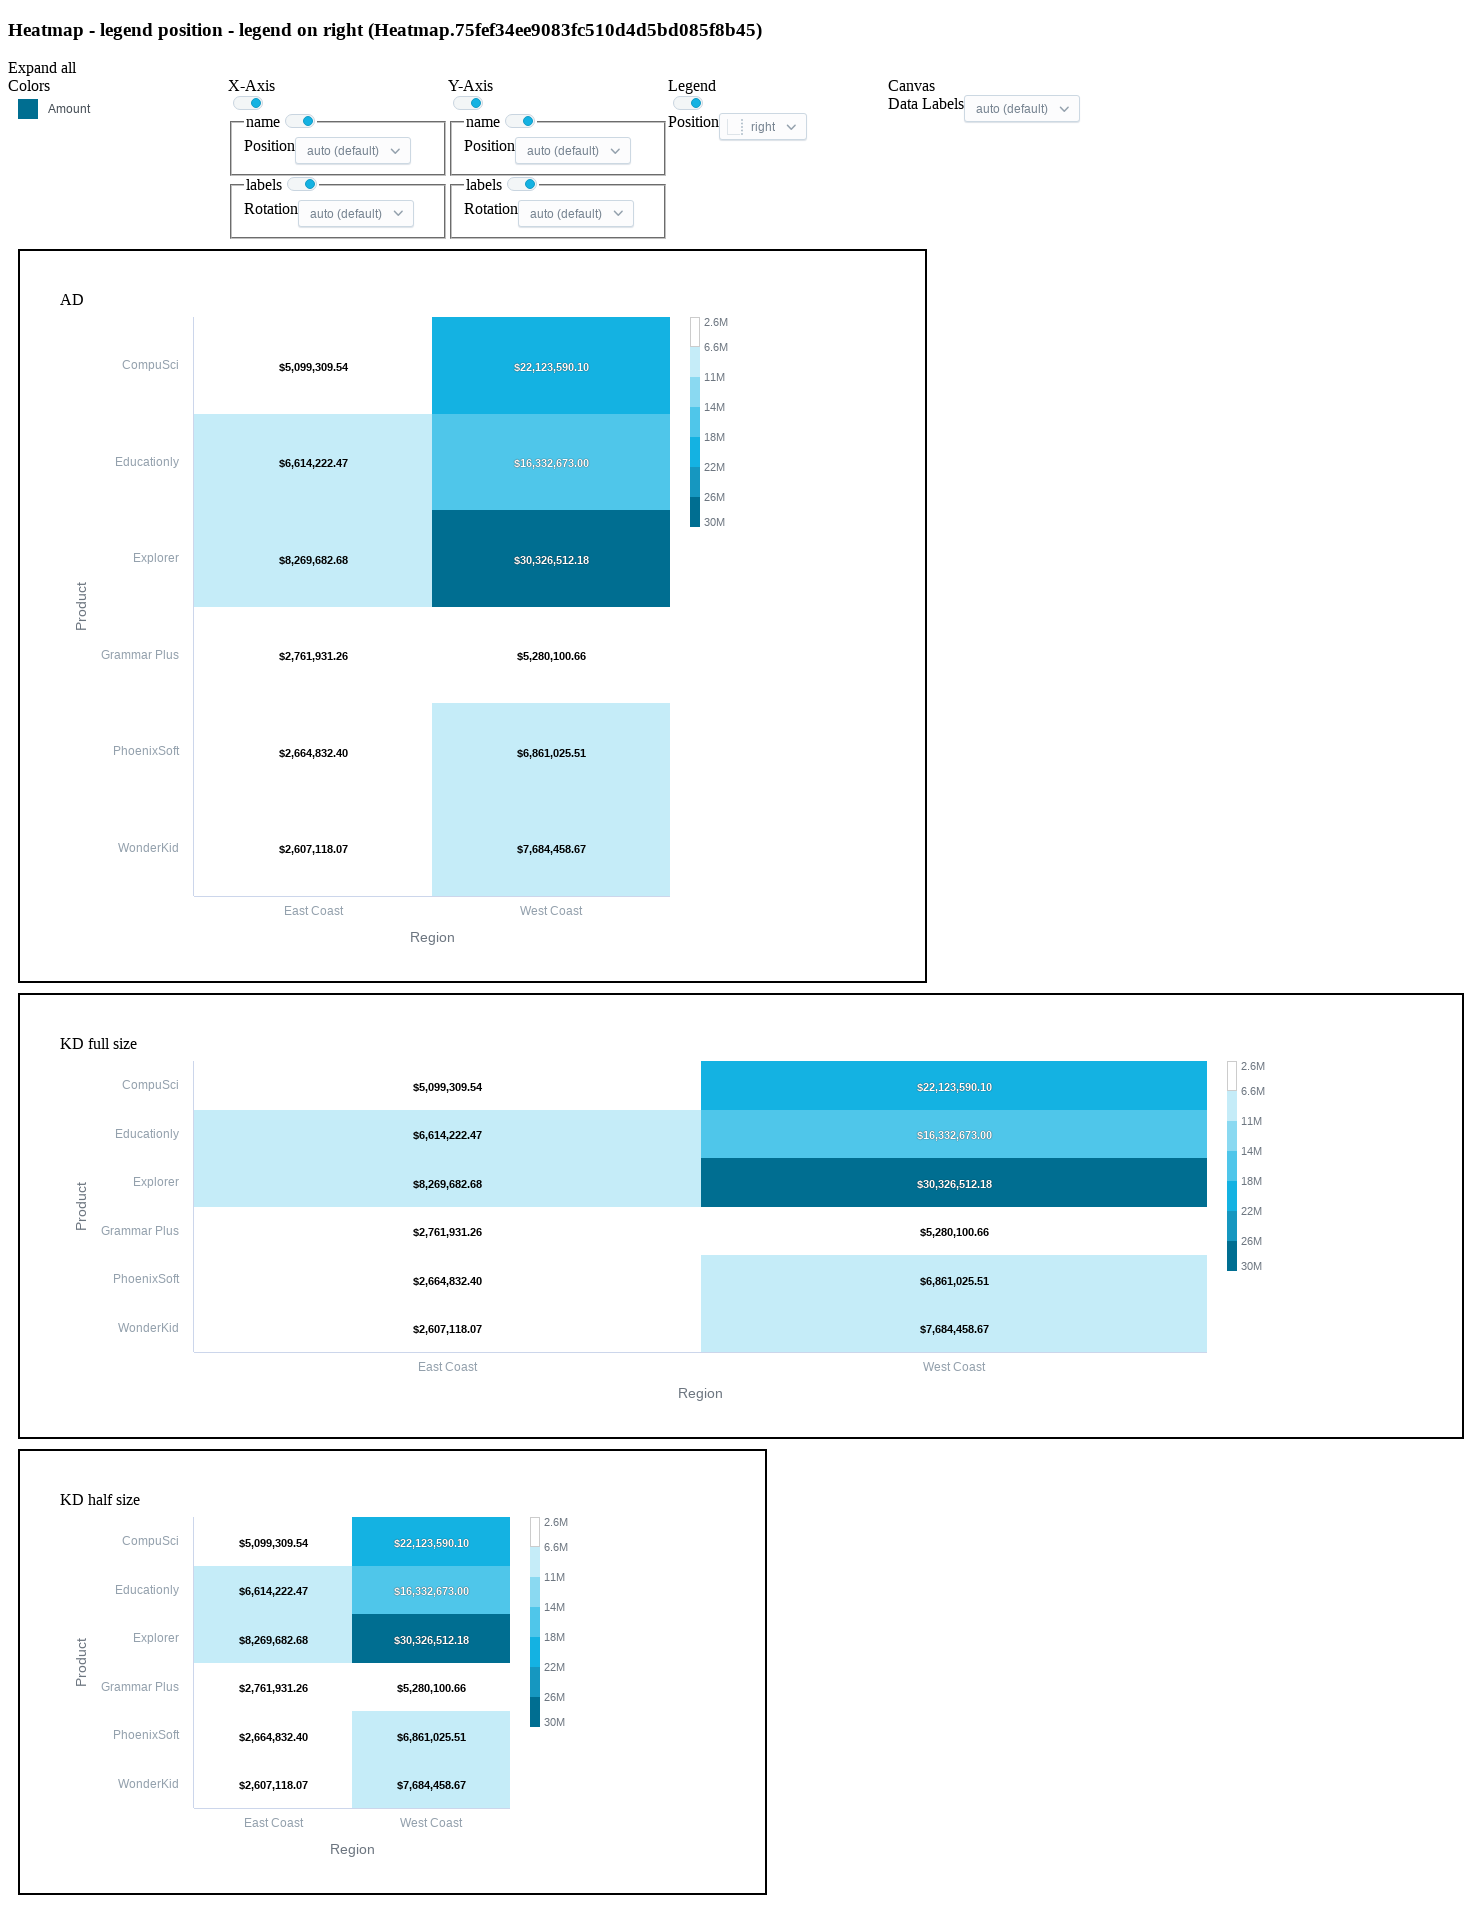 Heatmap - legend position - legend on right (Heatmap.75fef34ee9083fc510d4d5bd085f8b45)
Expand all
Colors
Amount
X-Axis
name
Position auto (default)
labels
Rotation auto (default)
Y-Axis
name
Position auto (default)
labels
Rotation auto (default)
Legend
Position right
Canvas
Data Labels auto (default)
AD
Product
CompuSci $5,099,309.54 $22,123,590.10
Educationly $6,614,222.47 $16,332,673.00
Explorer $8,269,682.68 $30,326,512.18
Grammar Plus $2,761,931.26 $5,280,100.66
PhoenixSoft $2,664,832.40 $6,861,025.51
WonderKid $2,607,118.07 $7,684,458.67
East Coast West Coast
Region
2.6M
6.6M
11M
14M
18M
22M
26M
30M
KD full size
Product
CompuSci $5,099,309.54 $22,123,590.10
Educationly $6,614,222.47 $16,332,673.00
Explorer $8,269,682.68 $30,326,512.18
Grammar Plus $2,761,931.26 $5,280,100.66
PhoenixSoft $2,664,832.40 $6,861,025.51
WonderKid $2,607,118.07 $7,684,458.67
East Coast West Coast
Region
2.6M
6.6M
11M
14M
18M
22M
26M
30M
KD half size
Product
CompuSci $5,099,309.54 $22,123,590.10
Educationly $6,614,222.47 $16,332,673.00
Explorer $8,269,682.68 $30,326,512.18
Grammar Plus $2,761,931.26 $5,280,100.66
PhoenixSoft $2,664,832.40 $6,861,025.51
WonderKid $2,607,118.07 $7,684,458.67
East Coast West Coast
Region
2.6M
6.6M
11M
14M
18M
22M
26M
30M